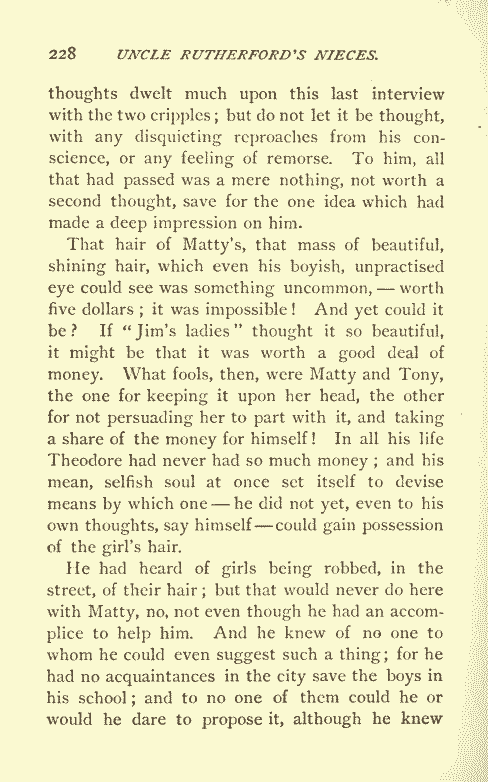 228 UNCLE RUTHERFORD'S NIECES.
thoughts dwelt much upon this last interview
with the two cripples; but do not let it be thought,
with any disquieting reproaches from his con-
science, or any feeling of remorse. To him, all
that had passed was a mere nothing, not worth a
second thought, save for the one idea which had
made a deep impression on him.
That hair of Matty's, that mass of beautiful,
shining hair, which even his boyish, unpractised
eye could see was something uncommon, — worth
five dollars; it was impossible! And yet could it
be? If "Jim's ladies" thought it so beautiful,
it might be that it was worth a good deal of
money. What fools, then, were Matty and Tony,
the one for keeping it upon her head, the other
for not persuading her to part with it, and taking
a share of the money for himself! In all his life
Theodore had never had so much money; and his
mean, selfish soul at once set itself to devise
means by which one — he did not yet, even to his
own thoughts, say himself — could gain possession
of the girl's hair.
He had heard of girls being robbed, in the
street, of their hair; but that would never do here
with Matty, no, not even though he had an accom-
plice to help him. And he knew of no one to
whom he could even suggest such a thing; for he
had no acquaintances in the city save the boys in
his school; and to no one of them could he or
would he dare to propose it, although he knew